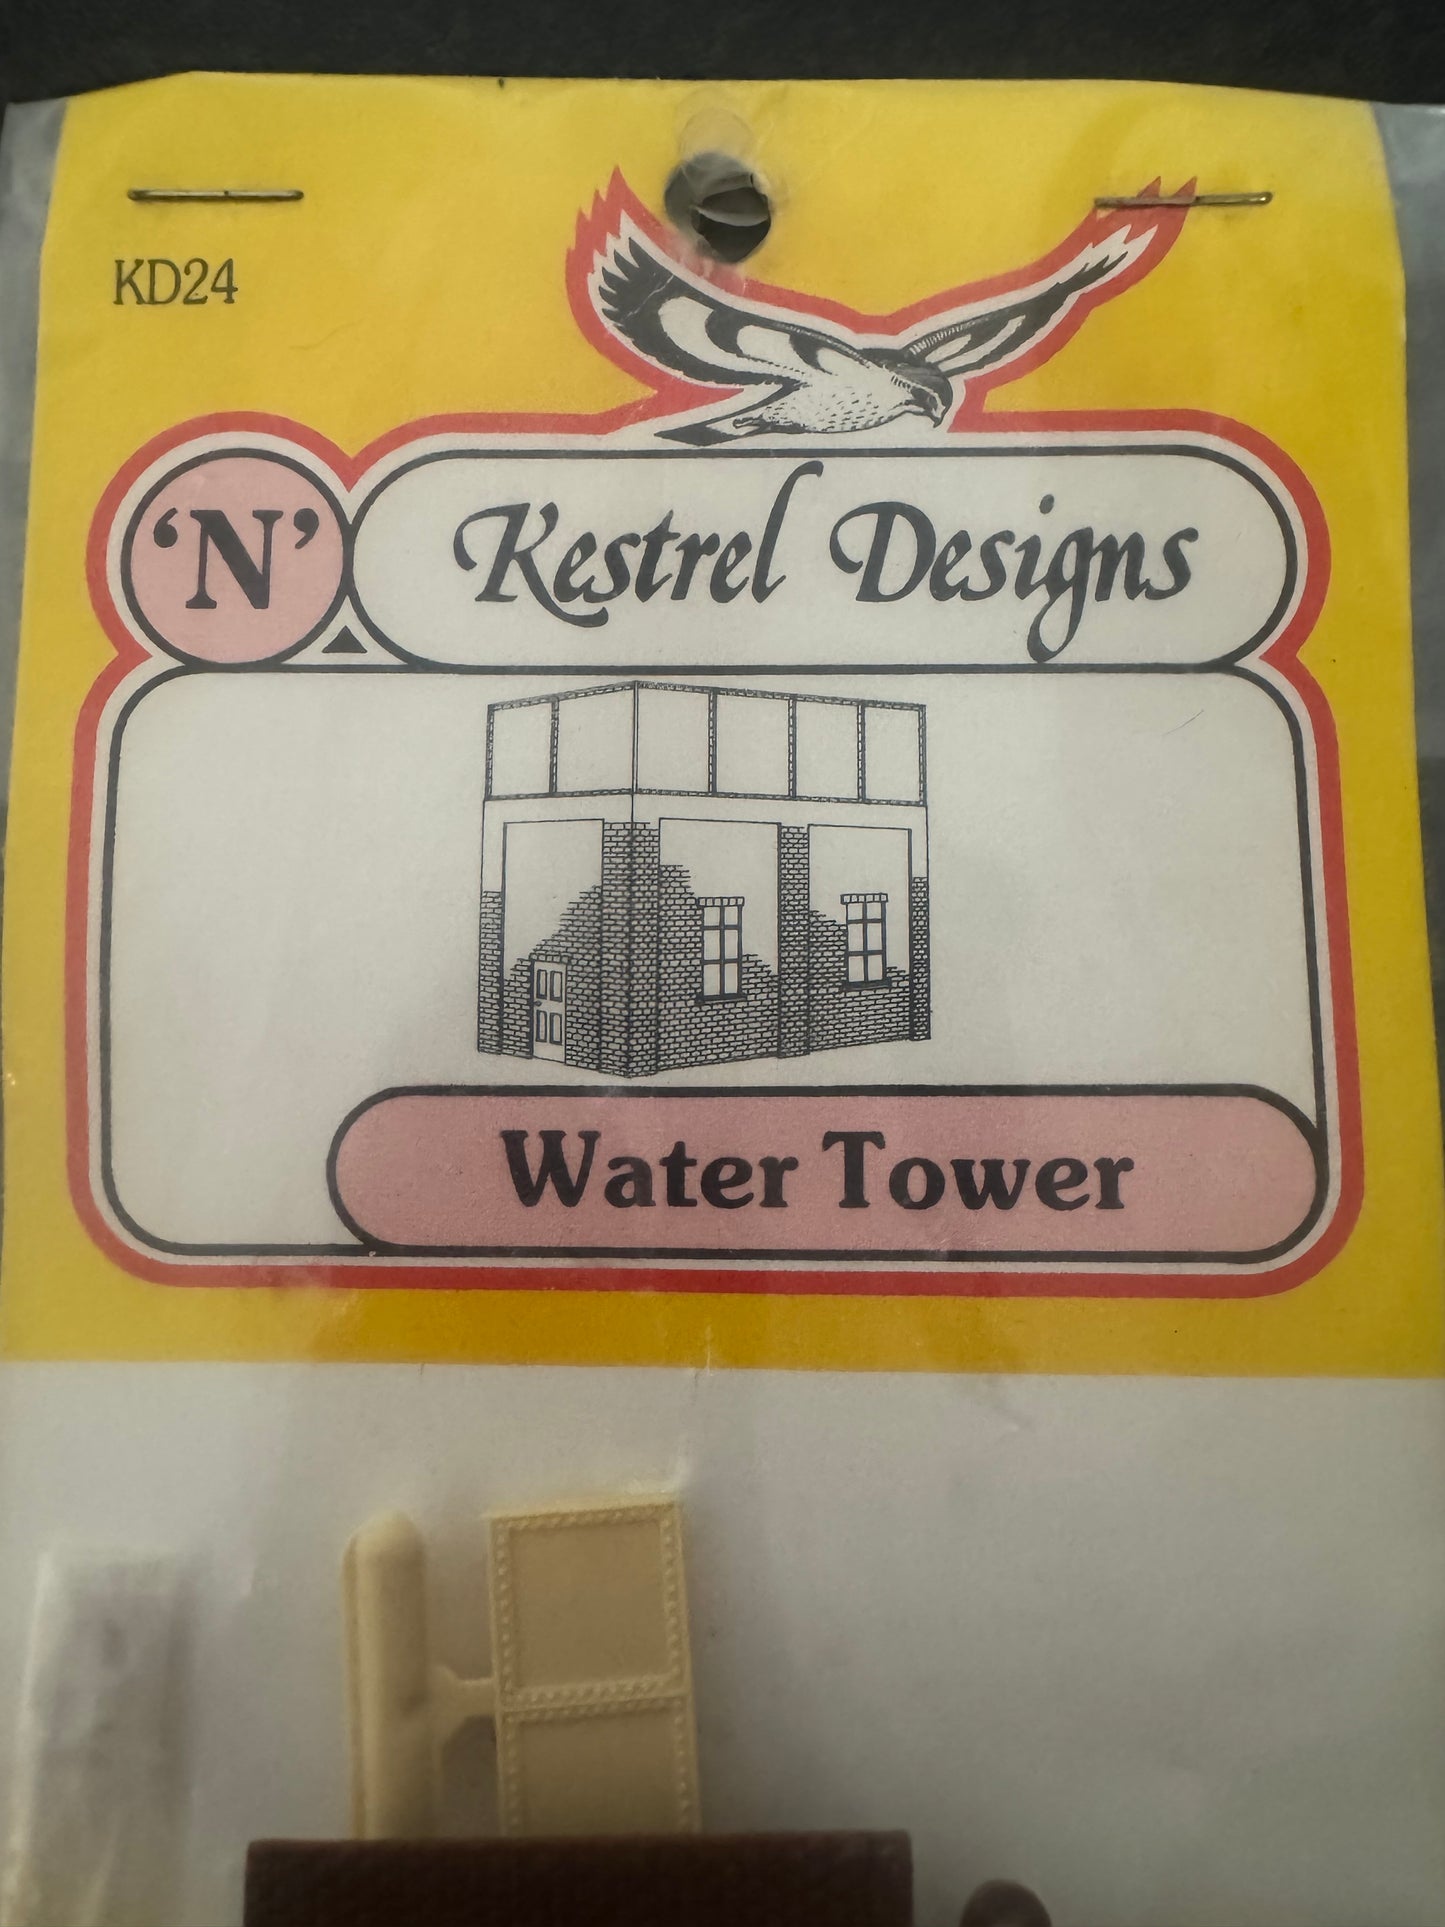 KD24
‘N’ Kestrel Designs
Water Tower